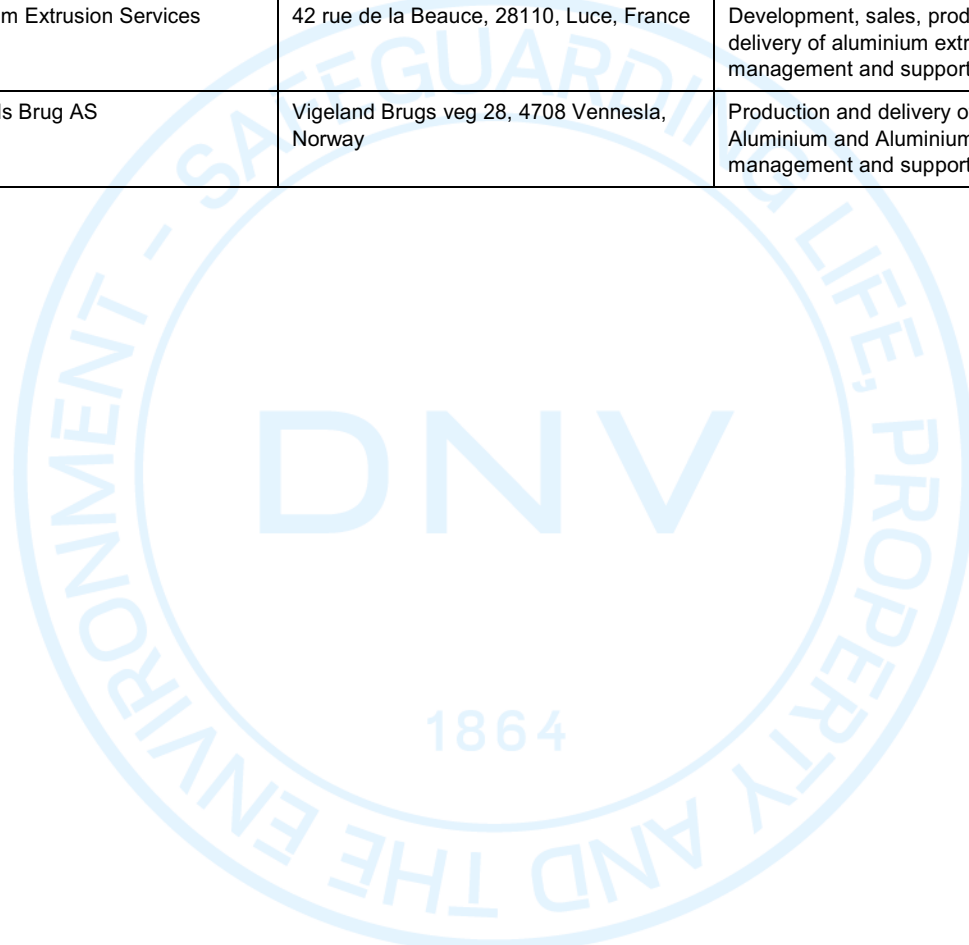 m Extrusion Services
42 rue de la Beauce, 28110, Luce, France
Development, sales, prod
delivery of aluminium extr
management and support
ls Brug AS
Vigeland Brugs veg 28, 4708 Vennesla,
Norway
Production and delivery o
Aluminium and Aluminium
management and support
SAFEGUARDING LIFE, PROPERTY AND THE ENVIRONMENT -
DNV
1864